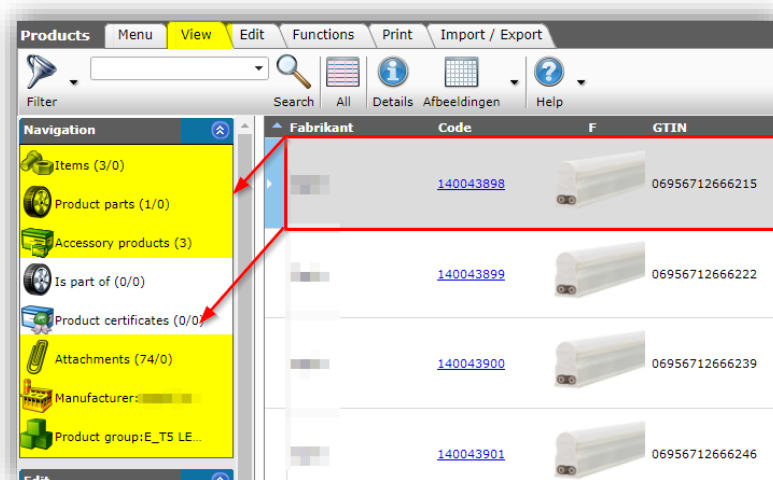 Products Menu View Edit Functions Print Import / Export
Filter Search All Details Afbeeldingen Help
Navigation Fabrikant Code F GTIN
Items (3/0)
140043898 06956712666215
Product parts (1/0)
Accessory products (3)
Is part of (0/0)
140043899 06956712666222
Product certificates (0/0)
Attachments (74/0)
140043900 06956712666239
Manufacturer:
Product group:E_T5 LE...
140043901 06956712666246
Edit